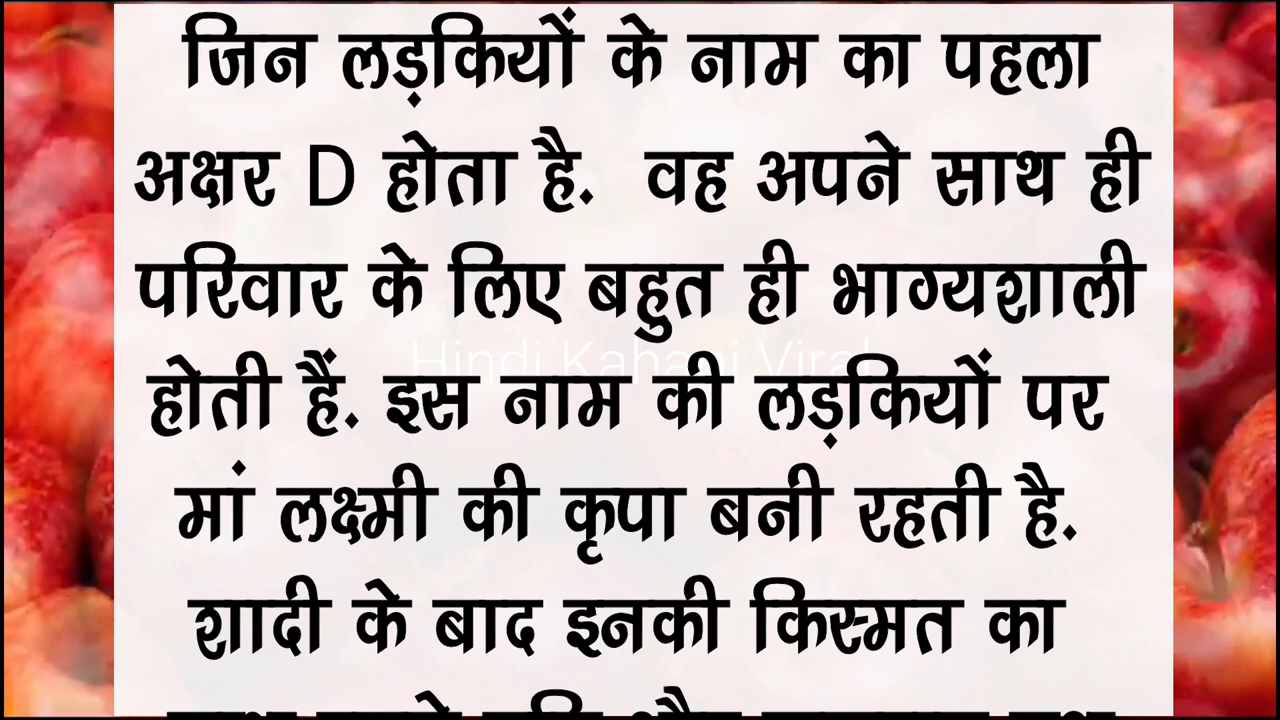 जिन लड़कियों के नाम का पहला
अक्षर D होता है. वह अपने साथ ही
परिवार के लिए बहुत ही भाग्यशाली
होती हैं. इस नाम की लड़कियों पर
Hindi Kahani Viral
मां लक्ष्मी की कृपा बनी रहती है.
शादी के बाद इनकी किस्मत का